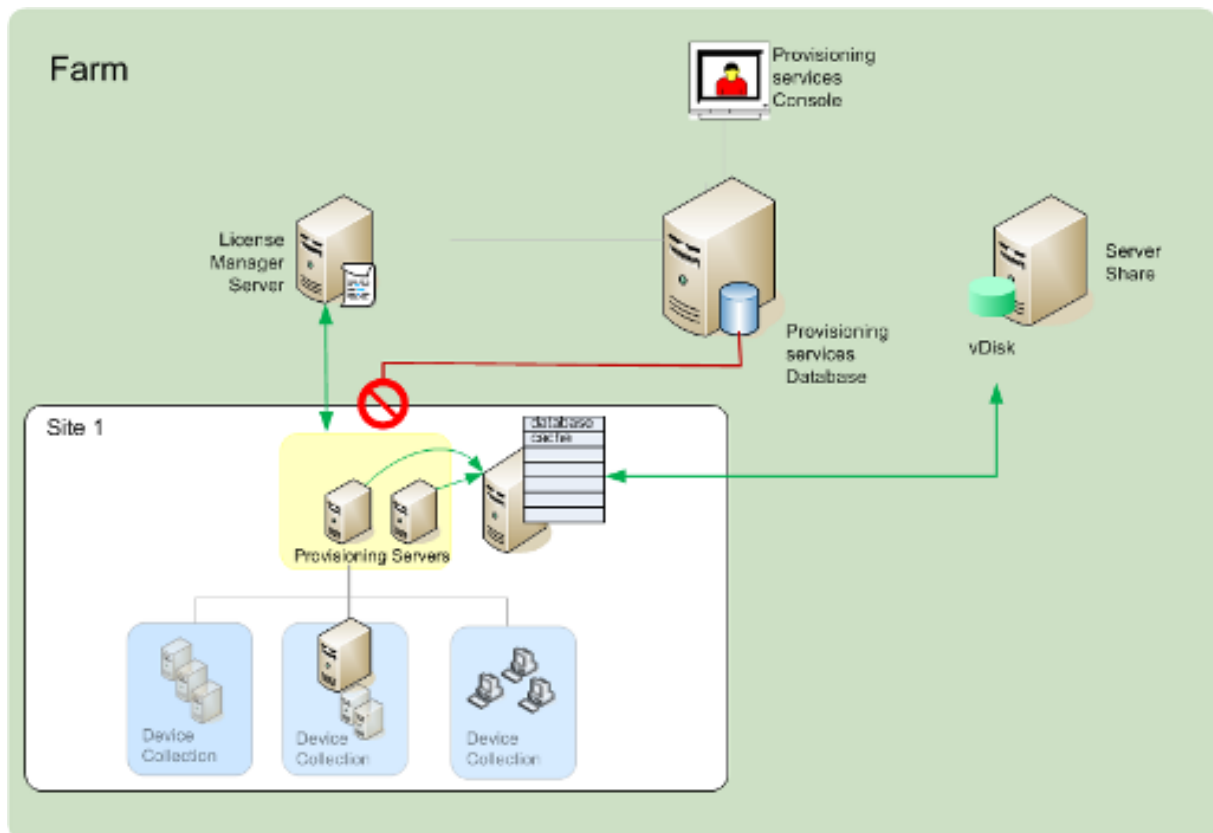 Farm
Provisioning
services
Console
License
Manager
Server
Server
Share
vDisk
Provisioning
services
Database
Site 1
database
cache
Provisioning Servers
Device
Collection
Device
Collection
Device
Collection